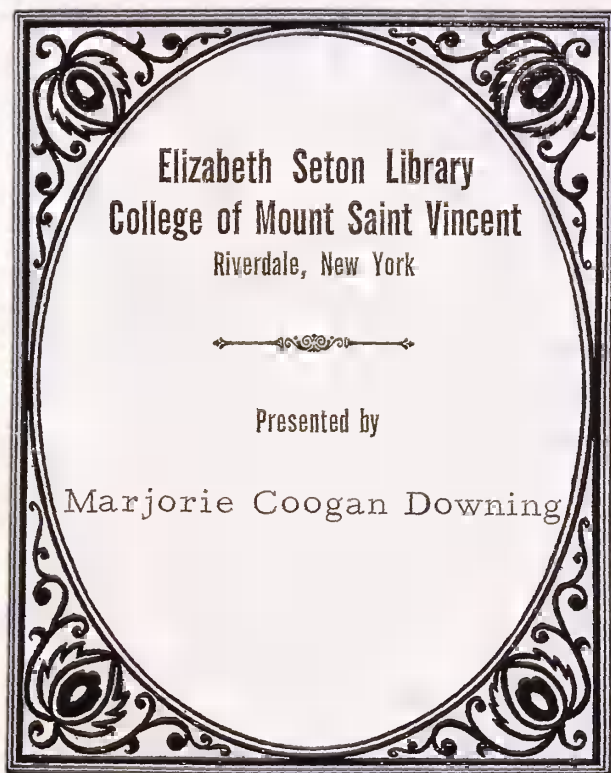 Elizabeth Seton Library
College of Mount Saint Vincent
Riverdale, New York
Presented by
Marjorie Coogan Downing